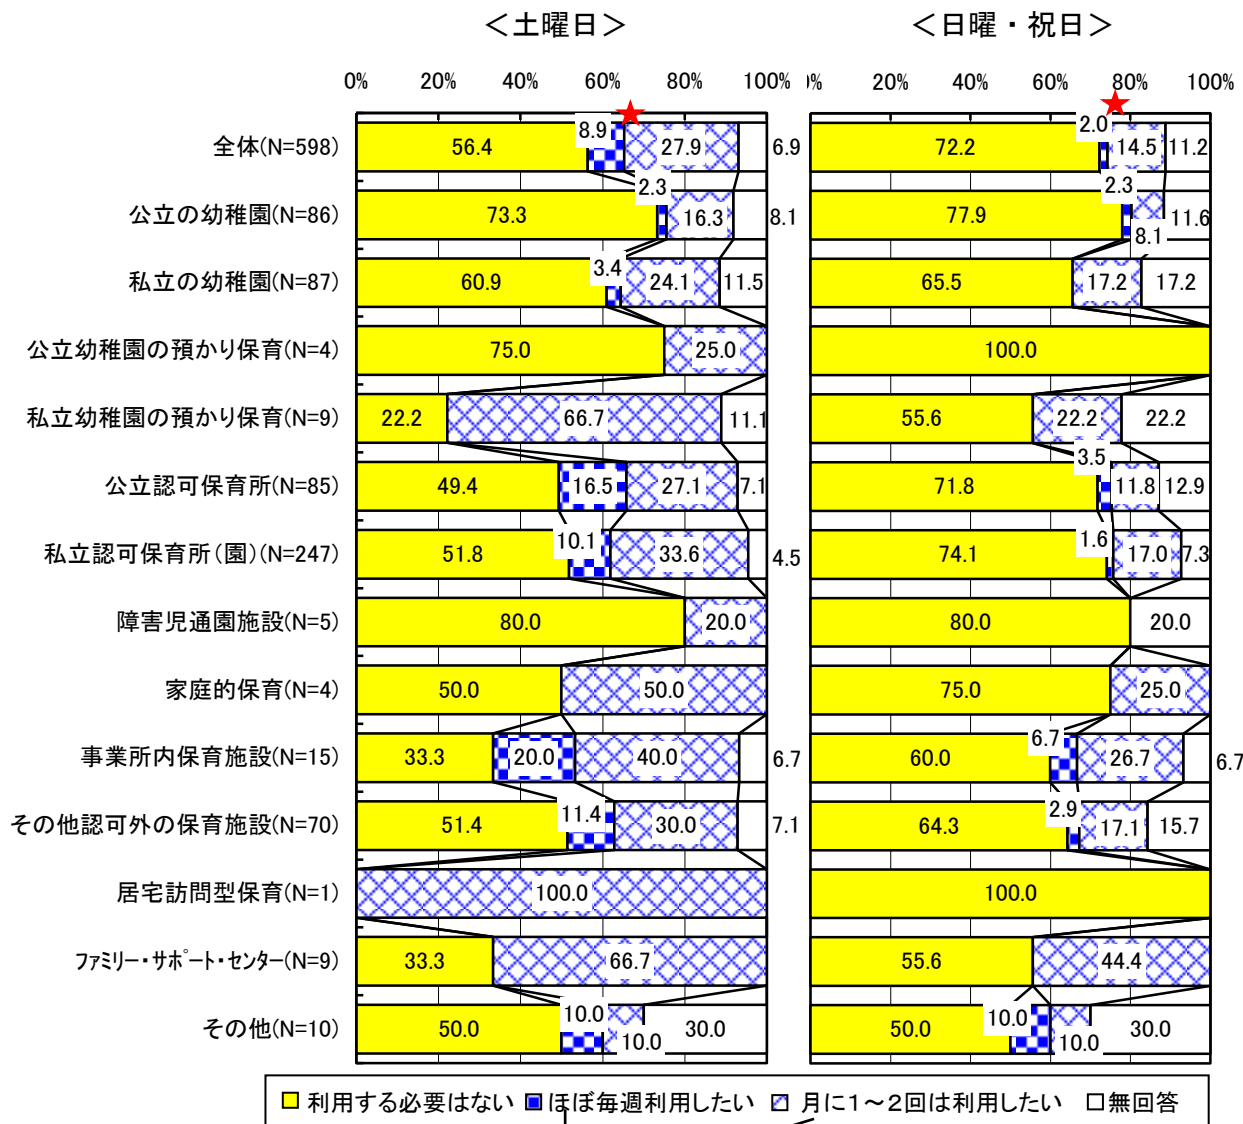 ＜土曜日＞ ＜日曜・祝日＞
0% 20% 40% 60% 80% 100% 0% 20% 40% 60% 80% 100%
全体(N=598) 56.4 8.9 27.9 6.9 72.2 2.0 14.5 11.2
公立の幼稚園(N=86) 73.3 2.3 16.3 8.1 77.9 2.3 8.1 11.6
私立の幼稚園(N=87) 60.9 3.4 24.1 11.5 65.5 17.2 17.2
公立幼稚園の預かり保育(N=4) 75.0 25.0 100.0
私立幼稚園の預かり保育(N=9) 22.2 66.7 11.1 55.6 22.2 22.2
公立認可保育所(N=85) 49.4 16.5 27.1 7.1 71.8 3.5 11.8 12.9
私立認可保育所（園）(N=247) 51.8 10.1 33.6 4.5 74.1 1.6 17.0 7.3
障害児通園施設(N=5) 80.0 20.0 80.0 20.0
家庭的保育(N=4) 50.0 50.0 75.0 25.0
事業所内保育施設(N=15) 33.3 20.0 40.0 6.7 60.0 6.7 26.7 6.7
その他認可外の保育施設(N=70) 51.4 11.4 30.0 7.1 64.3 2.9 17.1 15.7
居宅訪問型保育(N=1) 100.0 100.0
ﾌｧﾐﾘｰ・ｻﾎﾟｰﾄ・ｾﾝﾀｰ(N=9) 33.3 66.7 55.6 44.4
その他(N=10) 50.0 10.0 10.0 30.0 50.0 10.0 10.0 30.0
利用する必要はない ほぼ毎週利用したい 月に１～２回は利用したい 無回答